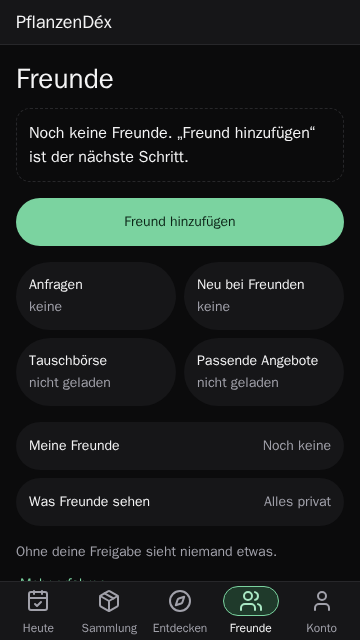 PflanzenDéx
Freunde
Noch keine Freunde. „Freund hinzufügen“
ist der nächste Schritt.
Freund hinzufügen
Anfragen
keine
Neu bei Freunden
keine
Tauschbörse
nicht geladen
Passende Angebote
nicht geladen
Meine Freunde
Noch keine
Was Freunde sehen
Alles privat
Ohne deine Freigabe sieht niemand etwas.
Heute
Sammlung
Entdecken
Freunde
Konto